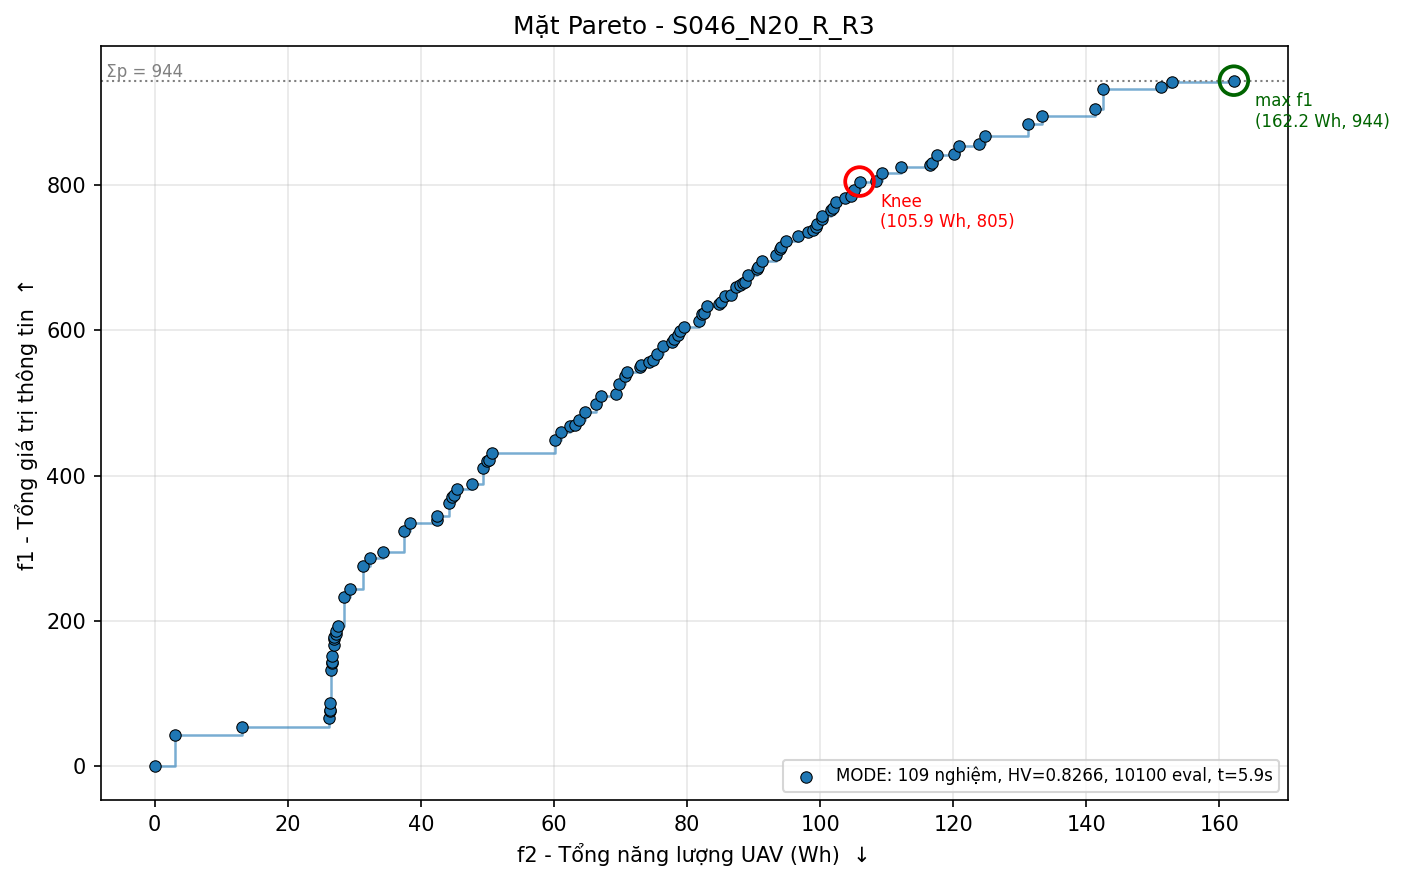 Mặt Pareto - S046_N20_R_R3
Σp = 944
max f1
(162.2 Wh, 944)
Knee
(105.9 Wh, 805)
f1 - Tổng giá trị thông tin ↑
800
600
400
200
0
MODE: 109 nghiệm, HV=0.8266, 10100 eval, t=5.9s
0 20 40 60 80 100 120 140 160
f2 - Tổng năng lượng UAV (Wh) ↓